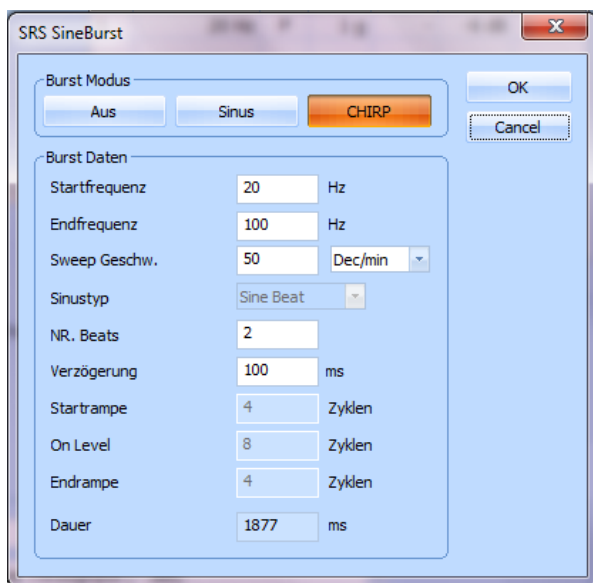 SRS SineBurst
Burst Modus
Aus Sinus CHIRP
OK
Cancel
Burst Daten
Startfrequenz 20 Hz
Endfrequenz 100 Hz
Sweep Geschw. 50 Dec/min
Sinustyp Sine Beat
NR. Beats 2
Verzögerung 100 ms
Startrampe 4 Zyklen
On Level 8 Zyklen
Endrampe 4 Zyklen
Dauer 1877 ms